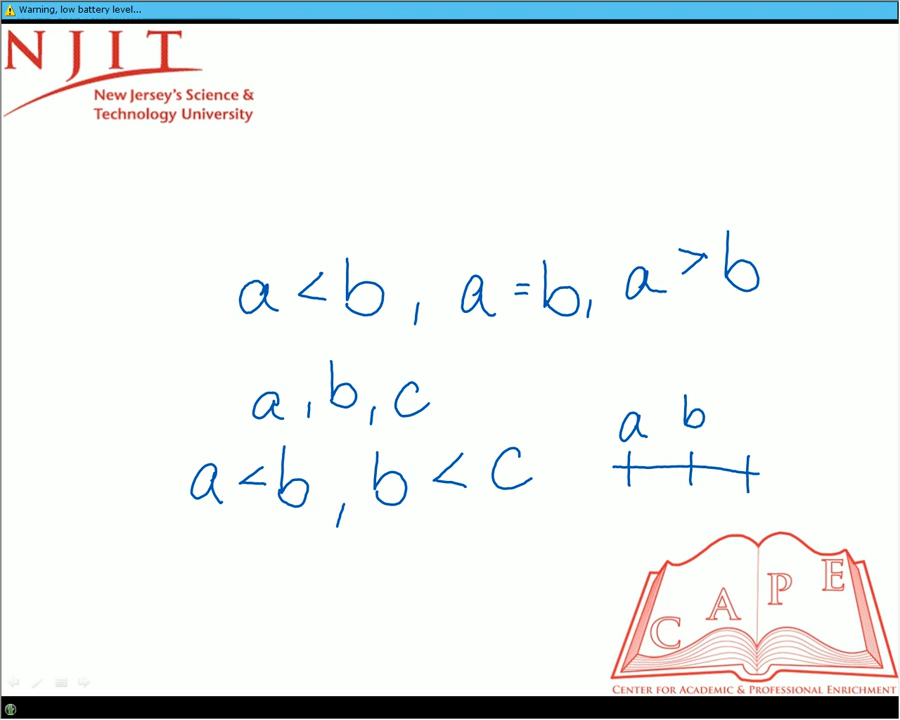 Warning, low battery level...
NJIT
New Jersey's Science &
Technology University
a < b, a = b, a > b
a, b, c
a b
a < b, b < c
C A P E
CENTER FOR ACADEMIC & PROFESSIONAL ENRICHMENT